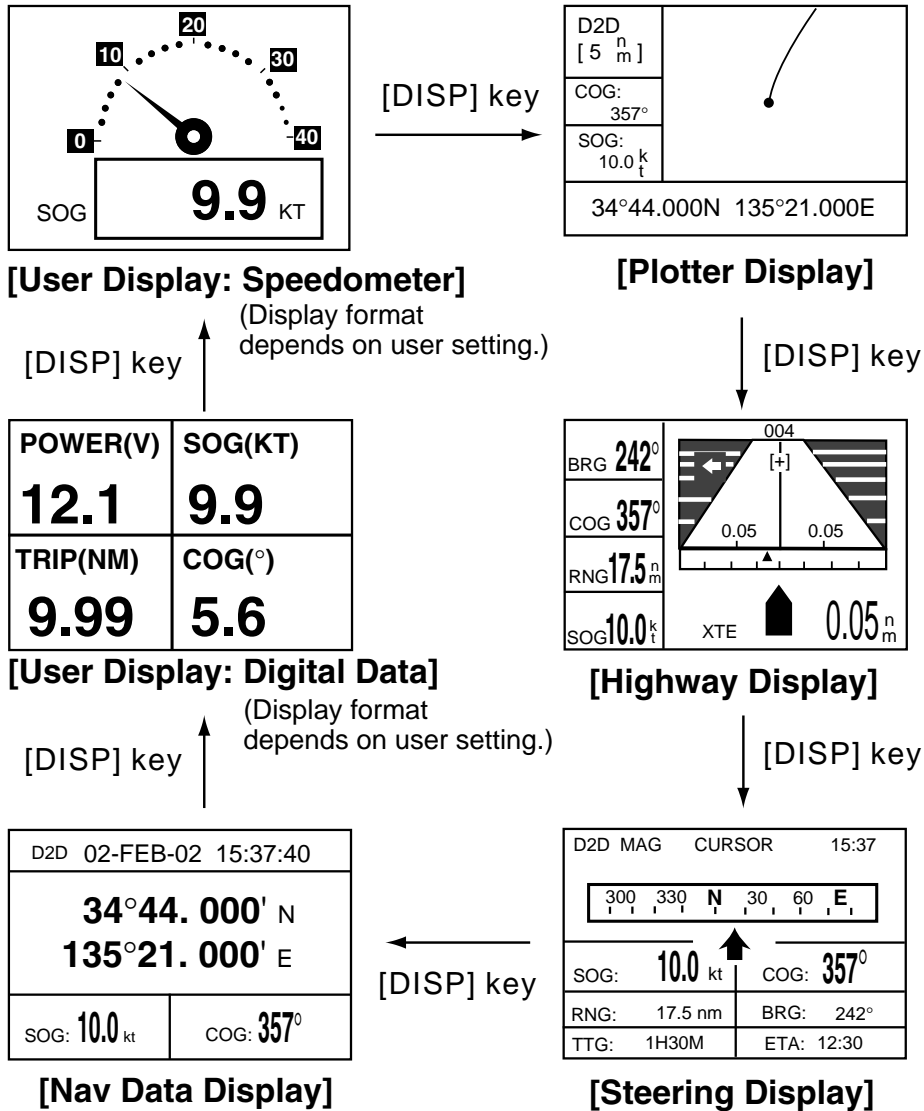 20
10
30
0
40
SOG
9.9 KT
[User Display: Speedometer]
(Display format
depends on user setting.)
[DISP] key
D2D
[ 5 nm ]
COG:
357°
SOG:
10.0 kt
34°44.000N 135°21.000E
[Plotter Display]
[DISP] key
[DISP] key
POWER(V)
12.1
SOG(KT)
9.9
TRIP(NM)
9.99
COG(°)
5.6
[User Display: Digital Data]
(Display format
depends on user setting.)
BRG 242°
COG 357°
RNG 17.5 nm
SOG 10.0 kt
004
[+]
0.05
0.05
XTE
0.05 nm
[Highway Display]
[DISP] key
[DISP] key
D2D 02-FEB-02 15:37:40
34°44. 000' N
135°21. 000' E
SOG: 10.0 kt
COG: 357°
[Nav Data Display]
[DISP] key
D2D MAG CURSOR 15:37
300 330 N 30 60 E
SOG: 10.0 kt
COG: 357°
RNG: 17.5 nm
BRG: 242°
TTG: 1H30M
ETA: 12:30
[Steering Display]